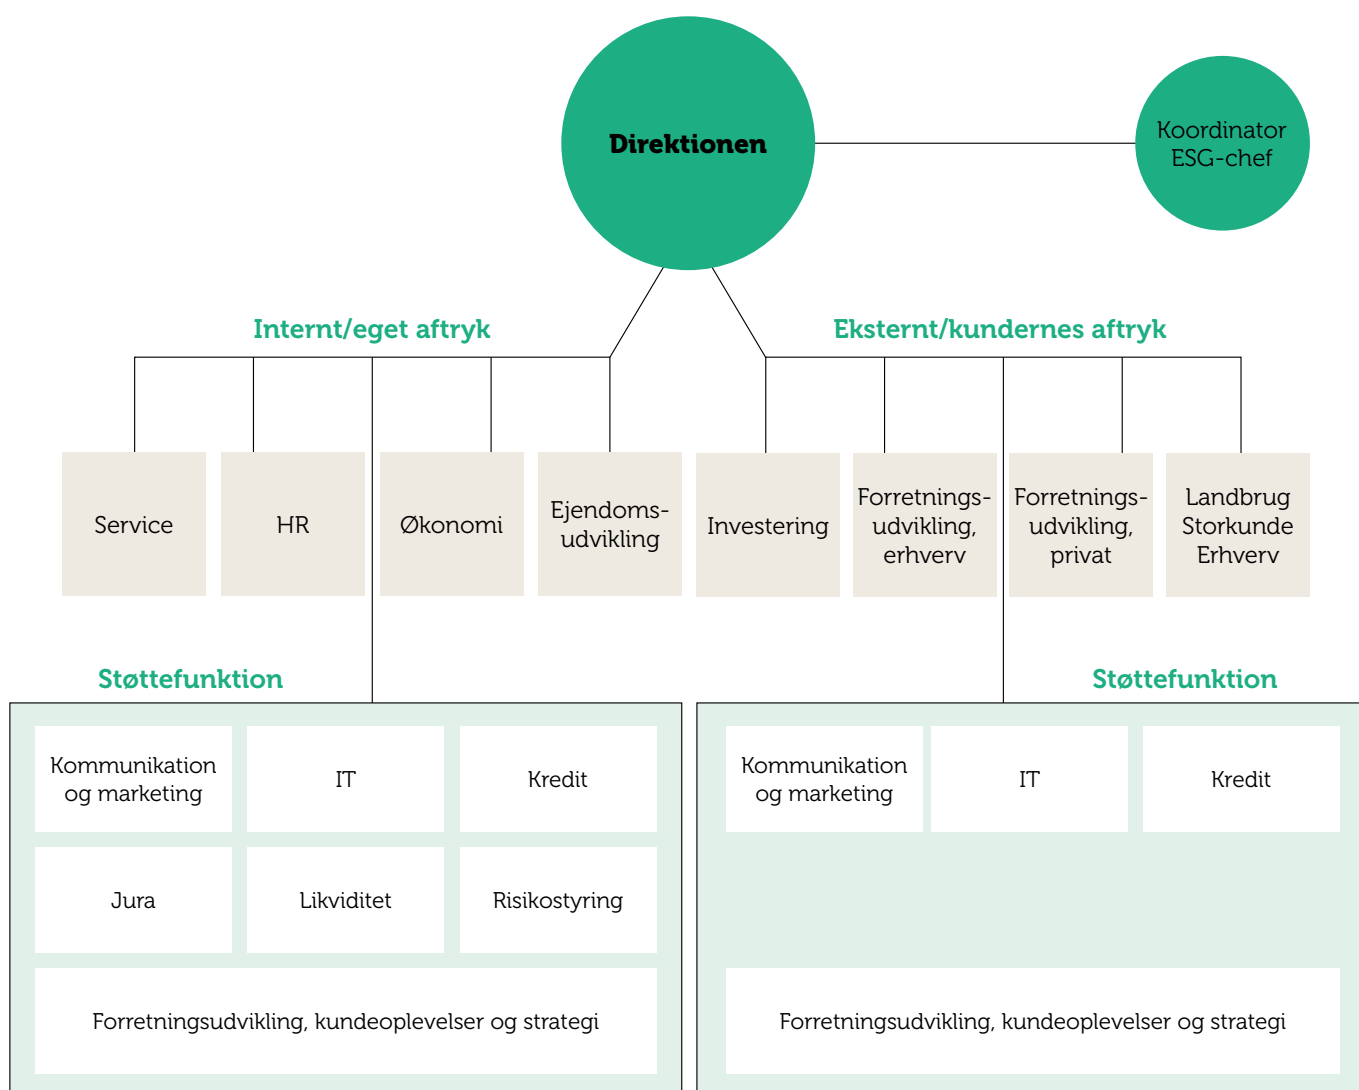 Direktionen
Koordinator
ESG-chef
Internt/eget aftryk
Eksternt/kundernes aftryk
Service
HR
Økonomi
Ejendoms-
udvikling
Investering
Forretnings-
udvikling,
erhverv
Forretnings-
udvikling,
privat
Landbrug
Storkunde
Erhverv
Støttefunktion
Støttefunktion
Kommunikation
og marketing
IT
Kredit
Jura
Likviditet
Risikostyring
Forretningsudvikling, kundeoplevelser og strategi
Kommunikation
og marketing
IT
Kredit
Forretningsudvikling, kundeoplevelser og strategi